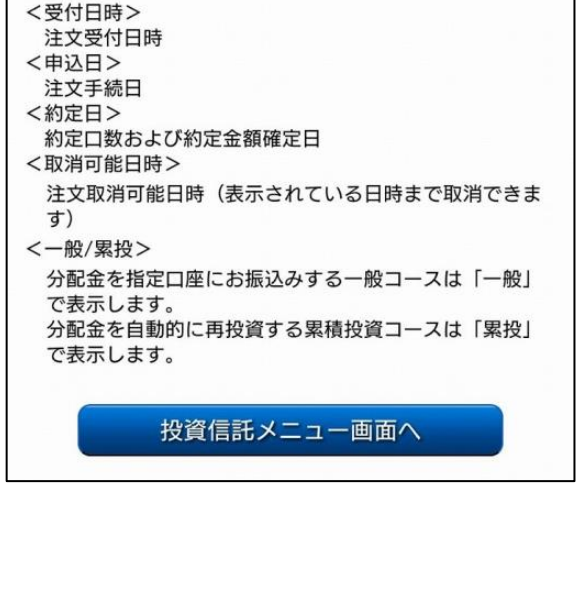 ＜受付日時＞
注文受付日時
＜申込日＞
注文手続日
＜約定日＞
約定口数および約定金額確定日
＜取消可能日時＞
注文取消可能日時（表示されている日時まで取消できま
す）
＜一般/累投＞
分配金を指定口座にお振込みする一般コースは「一般」
で表示します。
分配金を自動的に再投資する累積投資コースは「累投」
で表示します。
投資信託メニュー画面へ